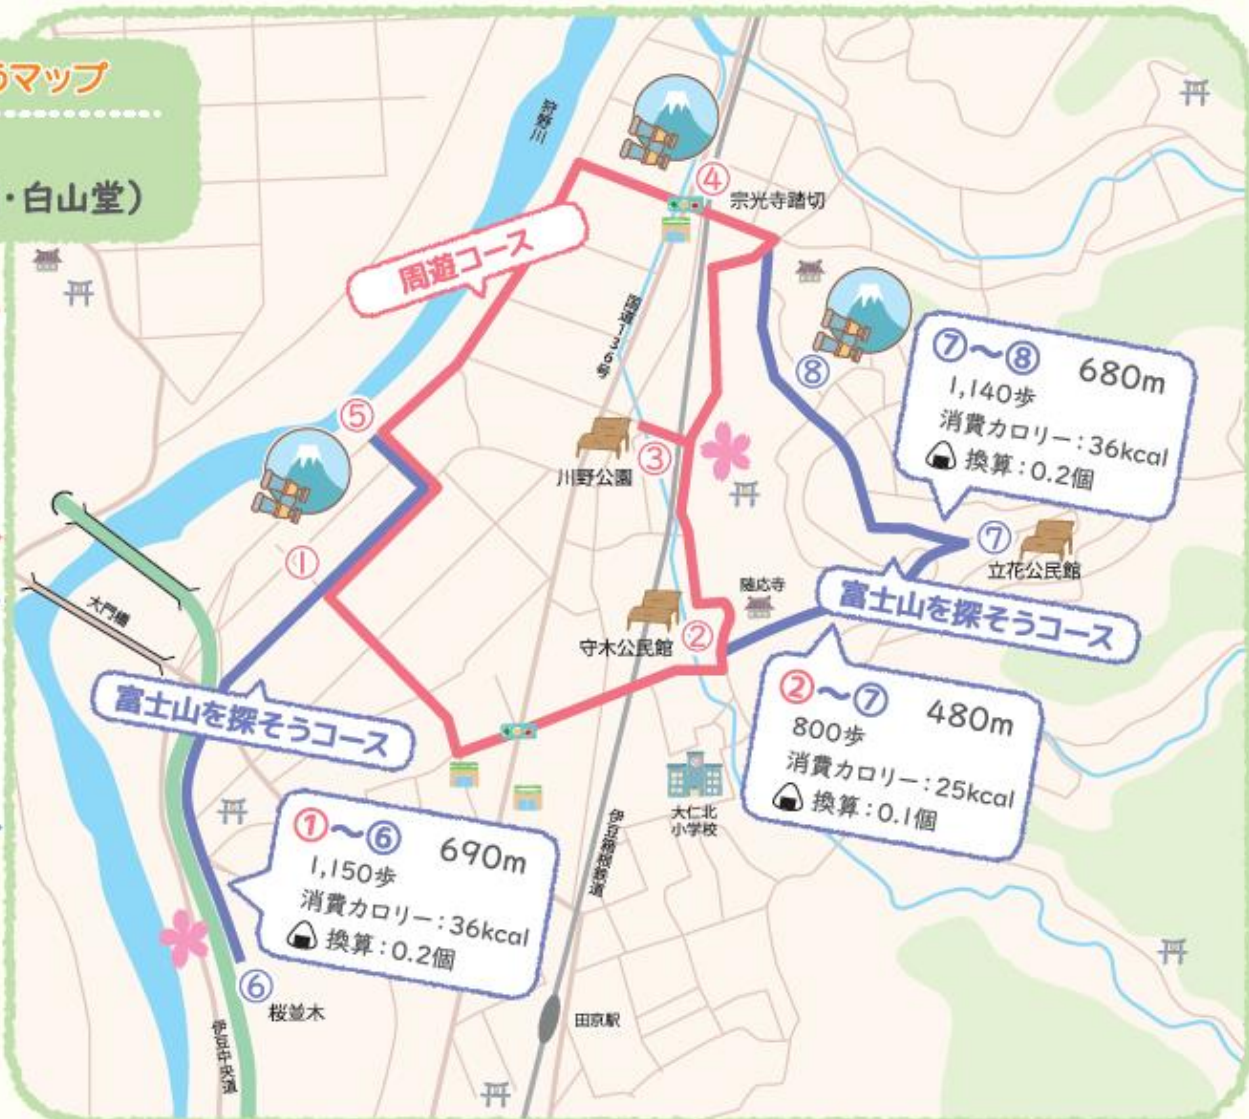 うマップ
・白山堂）
狩野川
④
宗光寺踏切
周遊コース
国道136号
⑧
⑦～⑧ 680m
1,140歩
消費カロリー：36kcal
換算：0.2個
⑤
③
川野公園
⑦
立花公民館
①
大門橋
随応寺
守木公民館
②
富士山を探そうコース
富士山を探そうコース
②～⑦ 480m
800歩
消費カロリー：25kcal
換算：0.1個
大仁北
小学校
伊豆箱根鉄道
①～⑥ 690m
1,150歩
消費カロリー：36kcal
換算：0.2個
⑥
桜並木
田京駅
伊豆中央道